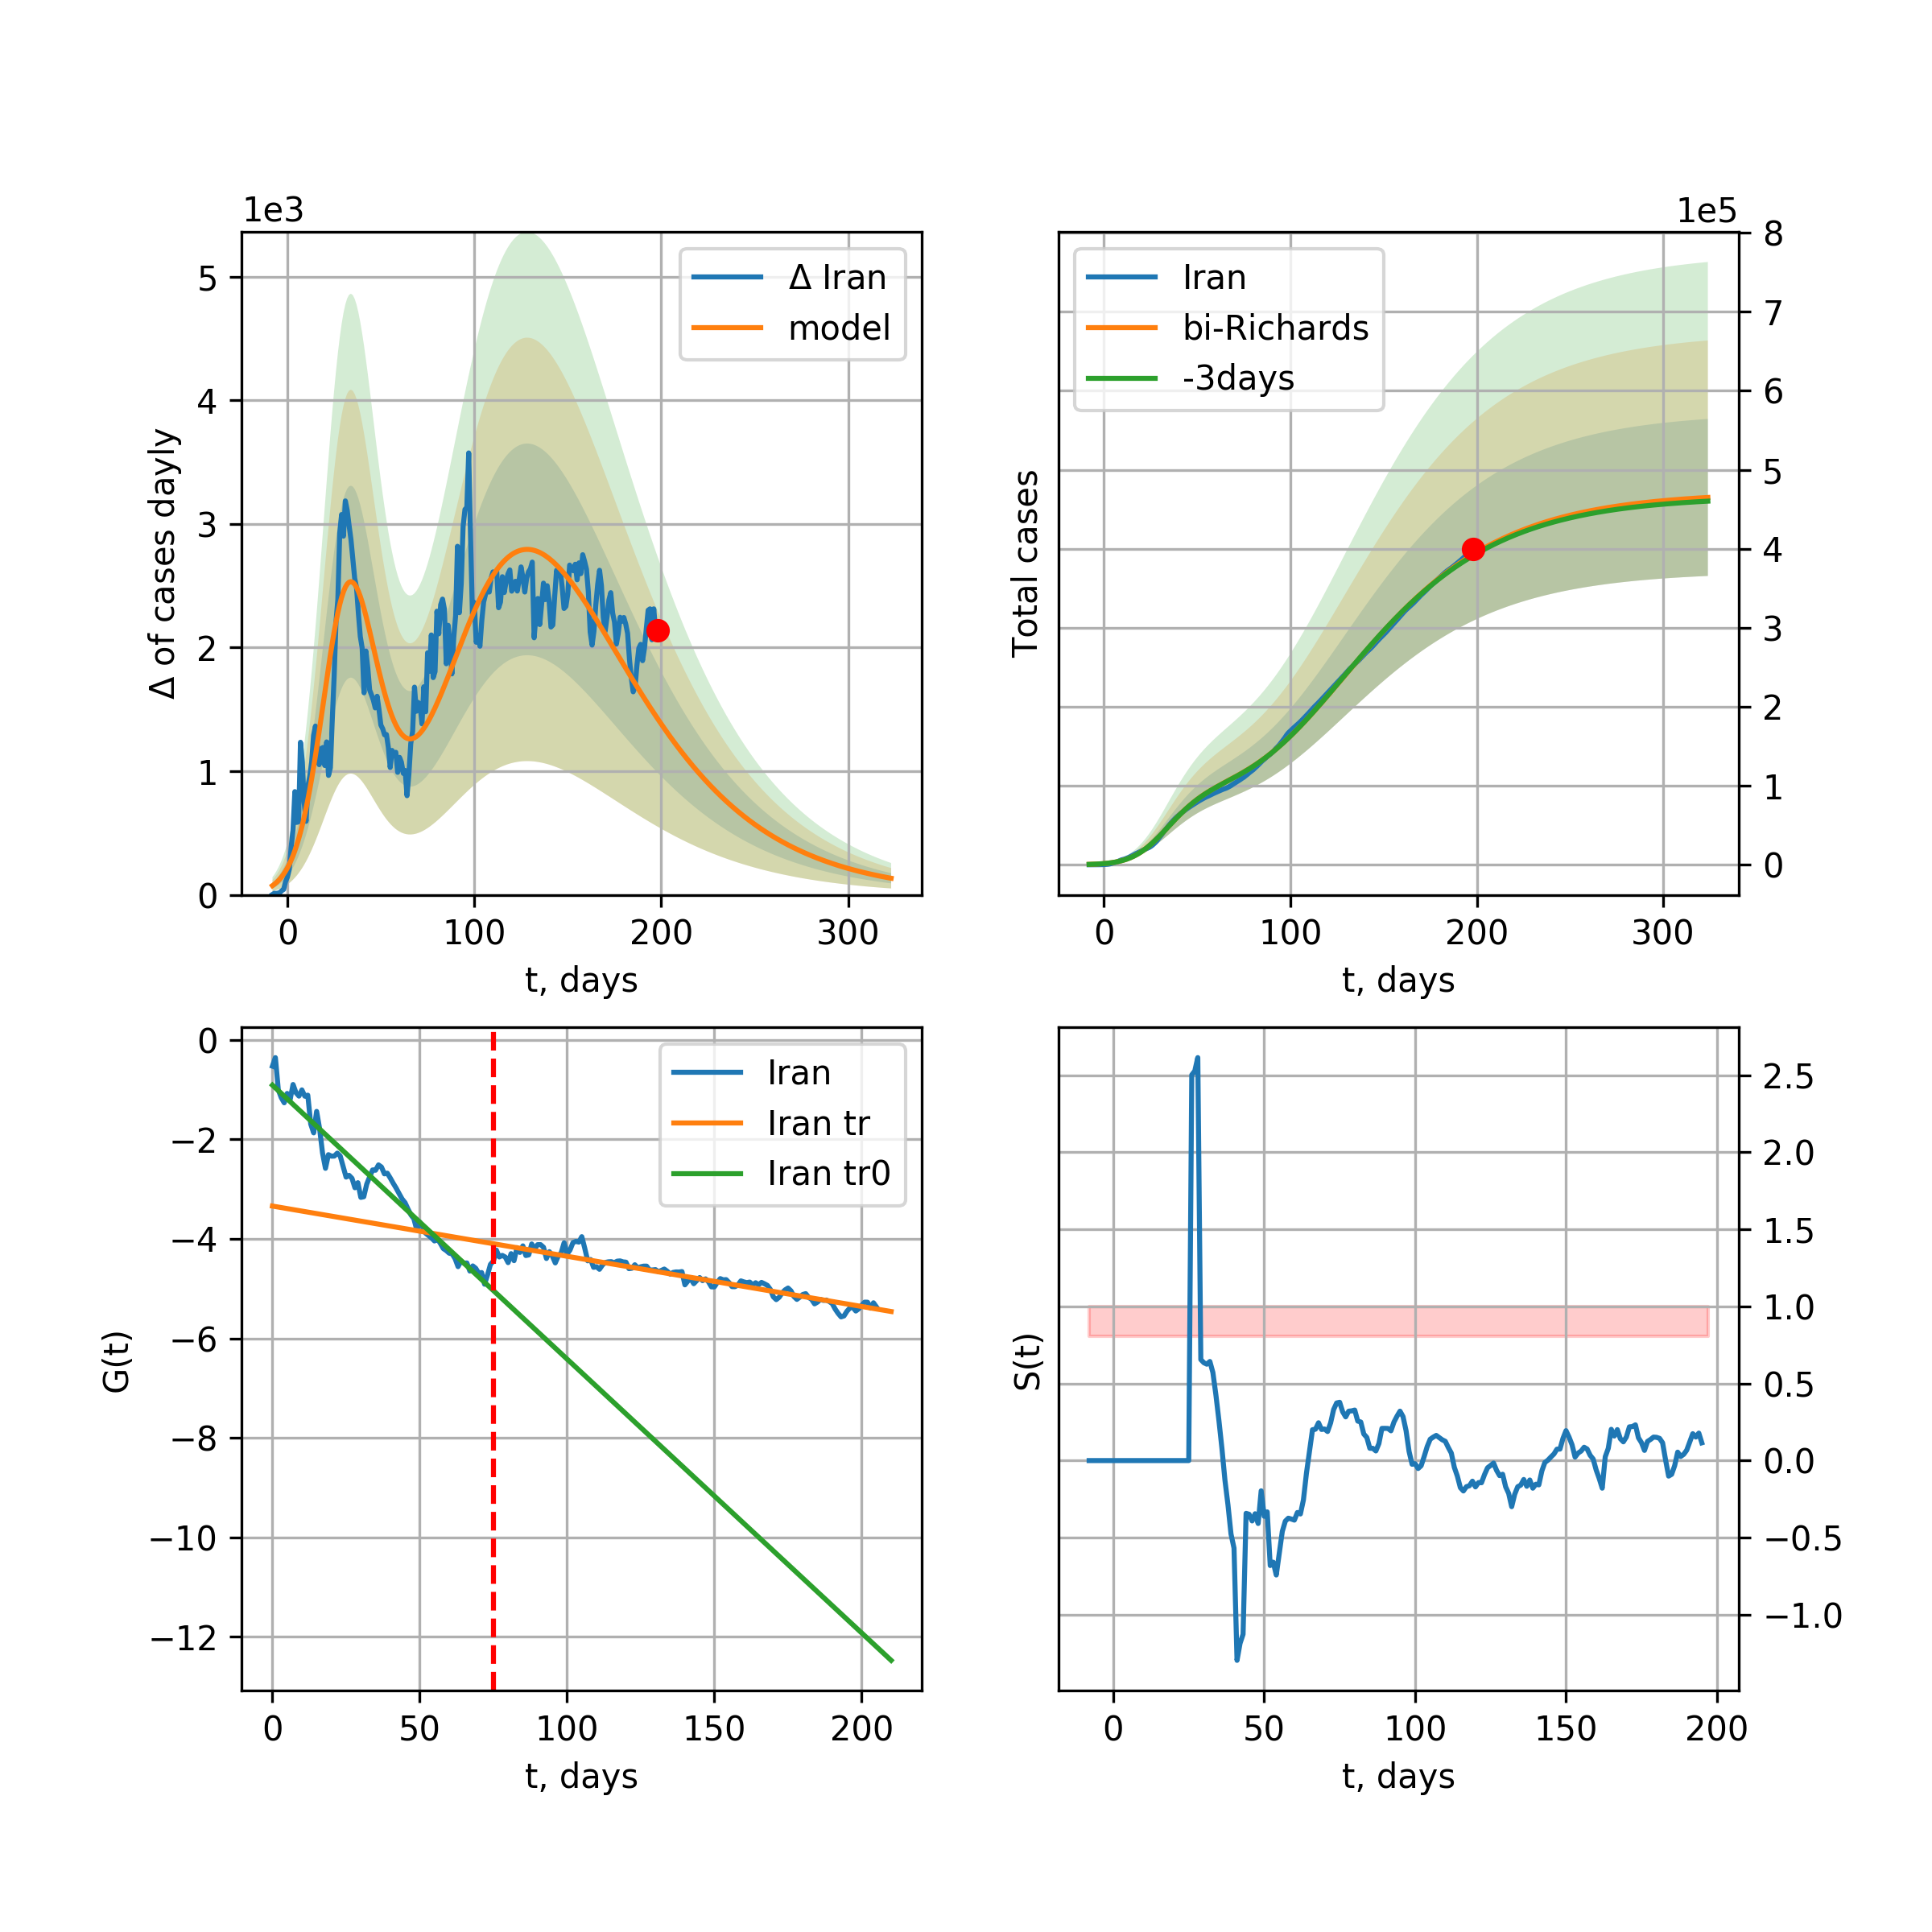 1e3
5
4
3
2
1
0
Δ of cases dayly
Δ Iran
model
0 100 200 300
t, days
1e5
8
7
6
5
4
3
2
1
0
Total cases
Iran
bi-Richards
-3days
0 100 200 300
t, days
0
−2
−4
−6
−8
−10
−12
G(t)
Iran
Iran tr
Iran tr0
0 50 100 150 200
t, days
2.5
2.0
1.5
1.0
0.5
0.0
−0.5
−1.0
S(t)
0 50 100 150 200
t, days